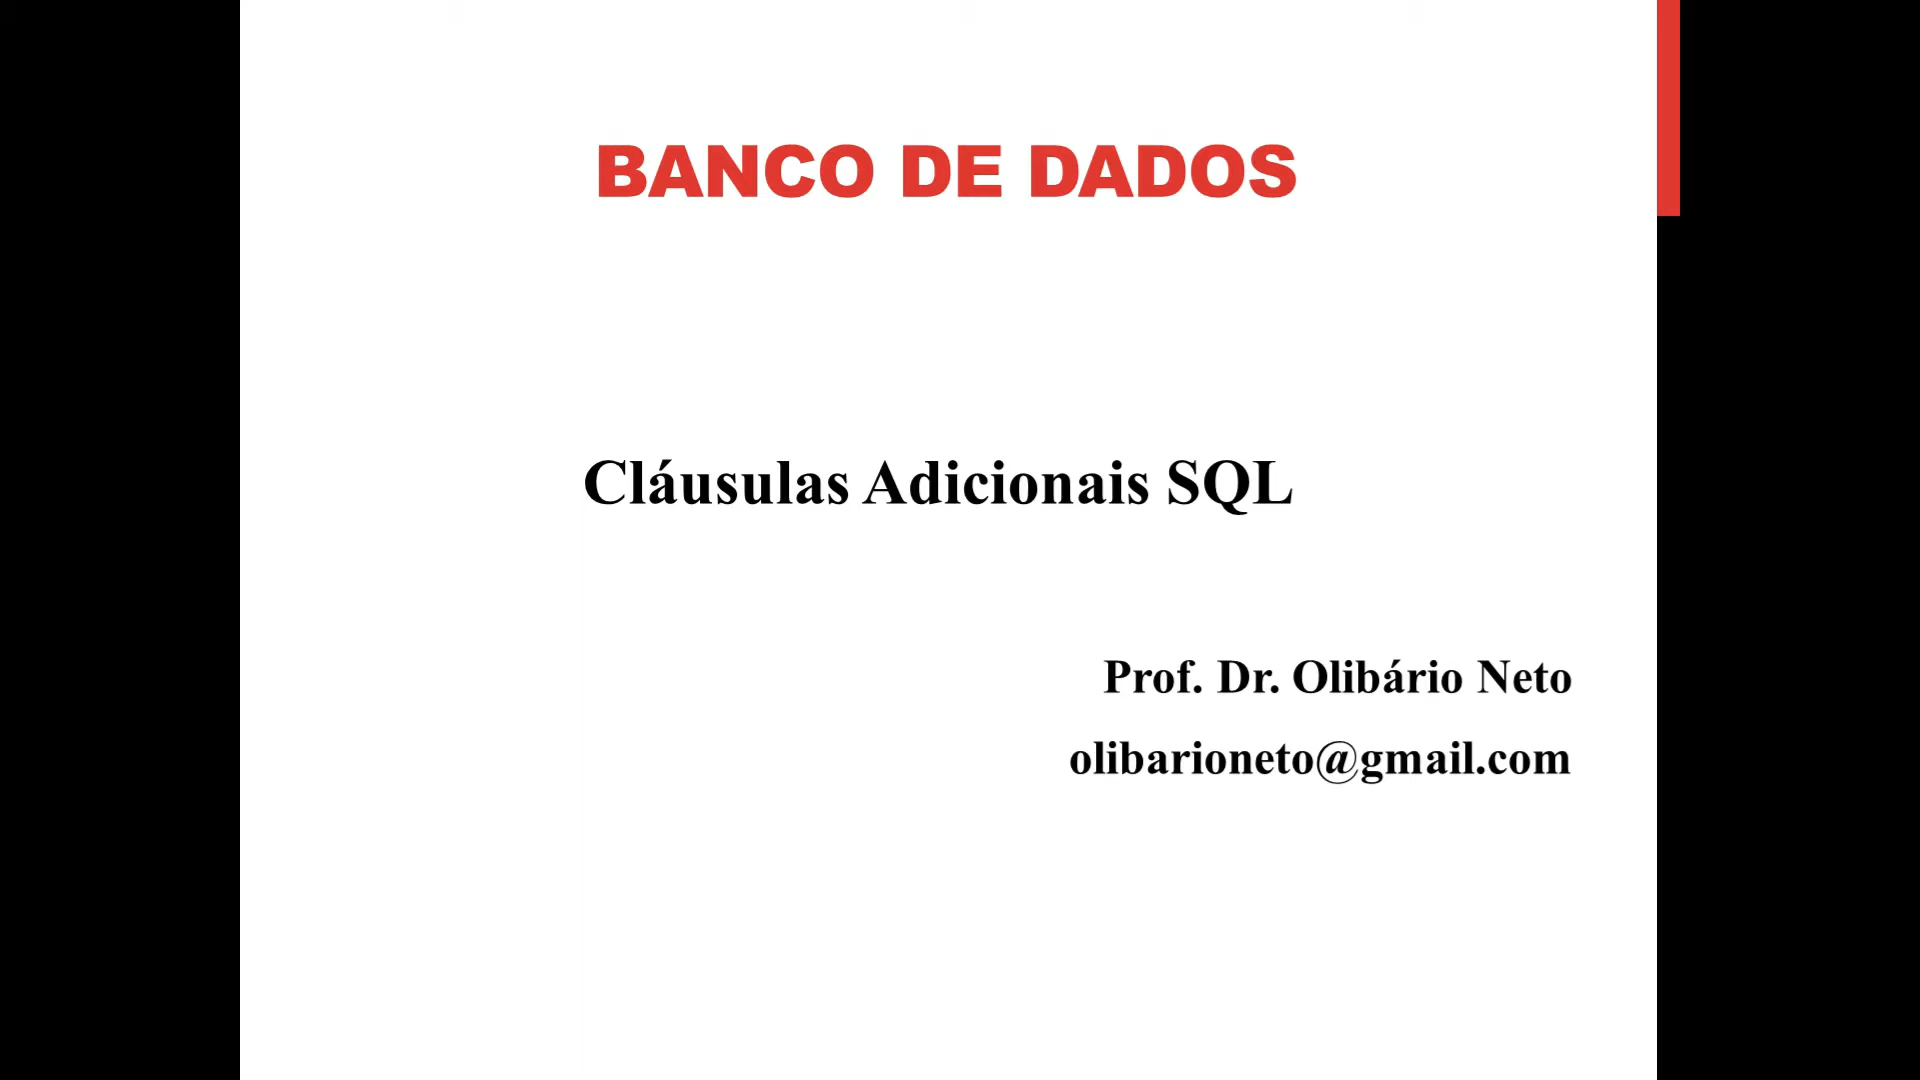 BANCO DE DADOS
Cláusulas Adicionais SQL
Prof. Dr. Olibário Neto
olibarioneto@gmail.com